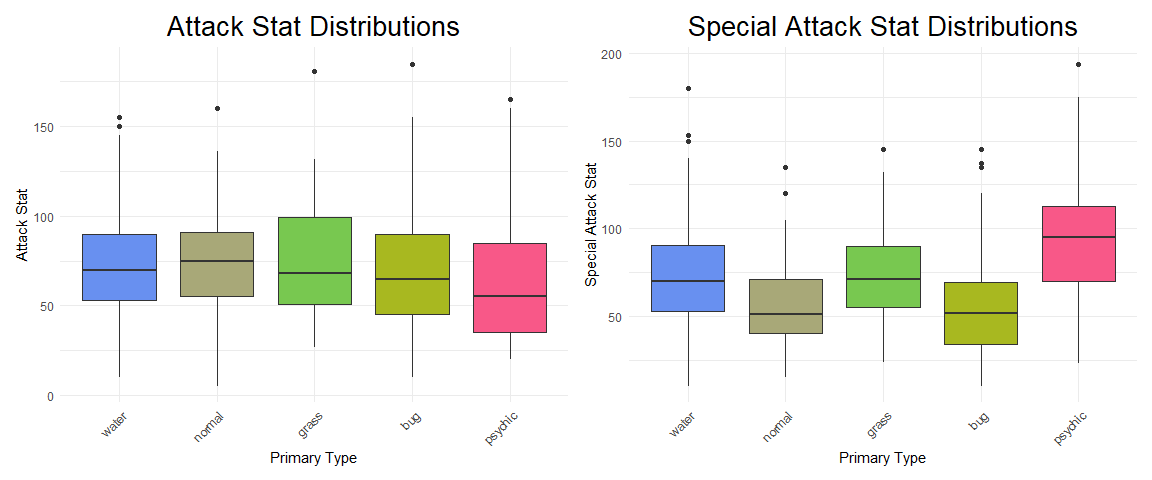 Attack Stat Distributions
Attack Stat
150
100
50
0
water
normal
grass
bug
psychic
Primary Type
Special Attack Stat Distributions
Special Attack Stat
200
150
100
50
water
normal
grass
bug
psychic
Primary Type